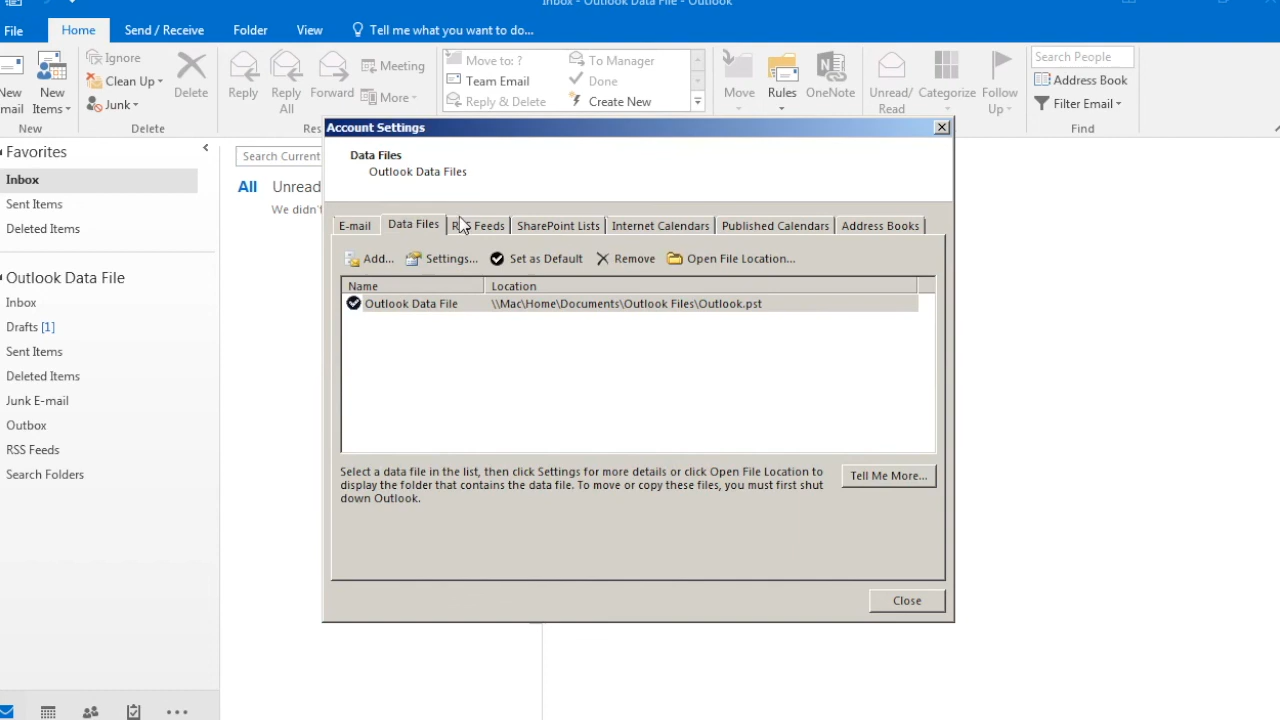 Inbox - Outlook Data File - Outlook
File
Home
Send / Receive
Folder
View
Tell me what you want to do...
New
New
Items
New
Ignore
Clean Up
Junk
Delete
Delete
Reply
Reply
All
Forward
Meeting
More
Move to: ?
Team Email
Reply & Delete
To Manager
Done
Create New
Move
Rules
OneNote
Unread/
Read
Categorize
Follow
Up
Search People
Address Book
Filter Email
Find
Favorites
Inbox
Sent Items
Deleted Items
Outlook Data File
Inbox
Drafts [1]
Sent Items
Deleted Items
Junk E-mail
Outbox
RSS Feeds
Search Folders
Search Current
All Unread
We didn't
Account Settings
Data Files
Outlook Data Files
E-mail
Data Files
RSS Feeds
SharePoint Lists
Internet Calendars
Published Calendars
Address Books
Add...
Settings...
Set as Default
Remove
Open File Location...
Name
Location
Outlook Data File
\\Mac\Home\Documents\Outlook Files\Outlook.pst
Select a data file in the list, then click Settings for more details or click Open File Location to
display the folder that contains the data file. To move or copy these files, you must first shut
down Outlook.
Tell Me More...
Close